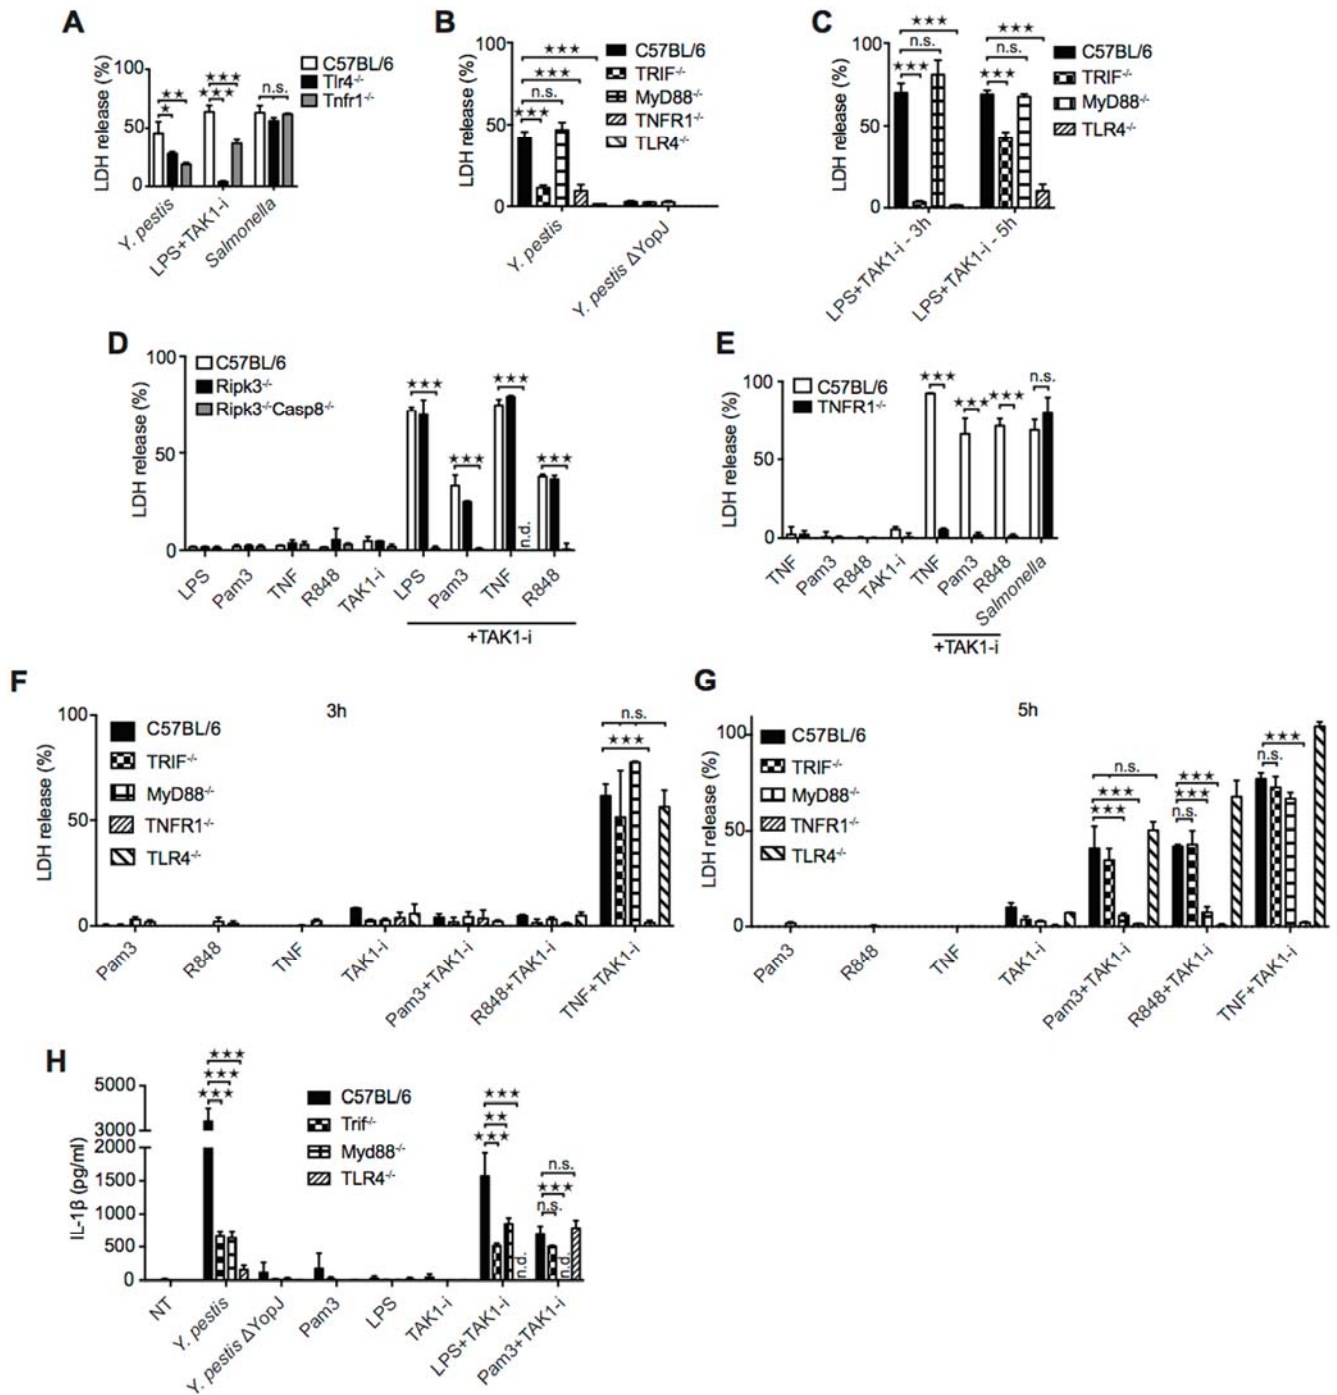 A
LDH release (%)
100
50
0
C57BL/6
Tlr4-/-
Tnfr1-/-
★★
★
★★★
★★★
n.s.
Y. pestis
LPS+TAK1-i
Salmonella
B
LDH release (%)
100
50
0
★★★
★★★
n.s.
★★★
C57BL/6
TRIF-/-
MyD88-/-
TNFR1-/-
TLR4-/-
Y. pestis
Y. pestis ΔYopJ
C
LDH release (%)
100
50
0
★★★
n.s.
★★★
★★★
n.s.
★★★
C57BL/6
TRIF-/-
MyD88-/-
TLR4-/-
LPS+TAK1-i - 3h
LPS+TAK1-i - 5h
D
LDH release (%)
100
50
0
C57BL/6
Ripk3-/-
Ripk3-/-Casp8-/-
★★★
★★★
★★★
★★★
n.d.
LPS
Pam3
TNF
R848
TAK1-i
LPS
Pam3
TNF
R848
+TAK1-i
E
LDH release (%)
100
50
0
C57BL/6
TNFR1-/-
★★★
★★★
★★★
n.s.
TNF
Pam3
R848
TAK1-i
TNF
Pam3
R848
Salmonella
+TAK1-i
F
3h
LDH release (%)
100
50
0
C57BL/6
TRIF-/-
MyD88-/-
TNFR1-/-
TLR4-/-
n.s.
★★★
Pam3
R848
TNF
TAK1-i
Pam3+TAK1-i
R848+TAK1-i
TNF+TAK1-i
G
5h
LDH release (%)
100
50
0
C57BL/6
TRIF-/-
MyD88-/-
TNFR1-/-
TLR4-/-
n.s.
★★★
★★★
★★★
★★★
n.s.
★★★
n.s.
Pam3
R848
TNF
TAK1-i
Pam3+TAK1-i
R848+TAK1-i
TNF+TAK1-i
H
IL-1β (pg/ml)
5000
3000
2000
1500
1000
500
0
★★★
★★★
★★★
C57BL/6
Trif-/-
Myd88-/-
TLR4-/-
★★★
★★
★★★
n.d.
n.s.
★★★
n.s.
n.d.
NT
Y. pestis
Y. pestis ΔYopJ
Pam3
LPS
TAK1-i
LPS+TAK1-i
Pam3+TAK1-i